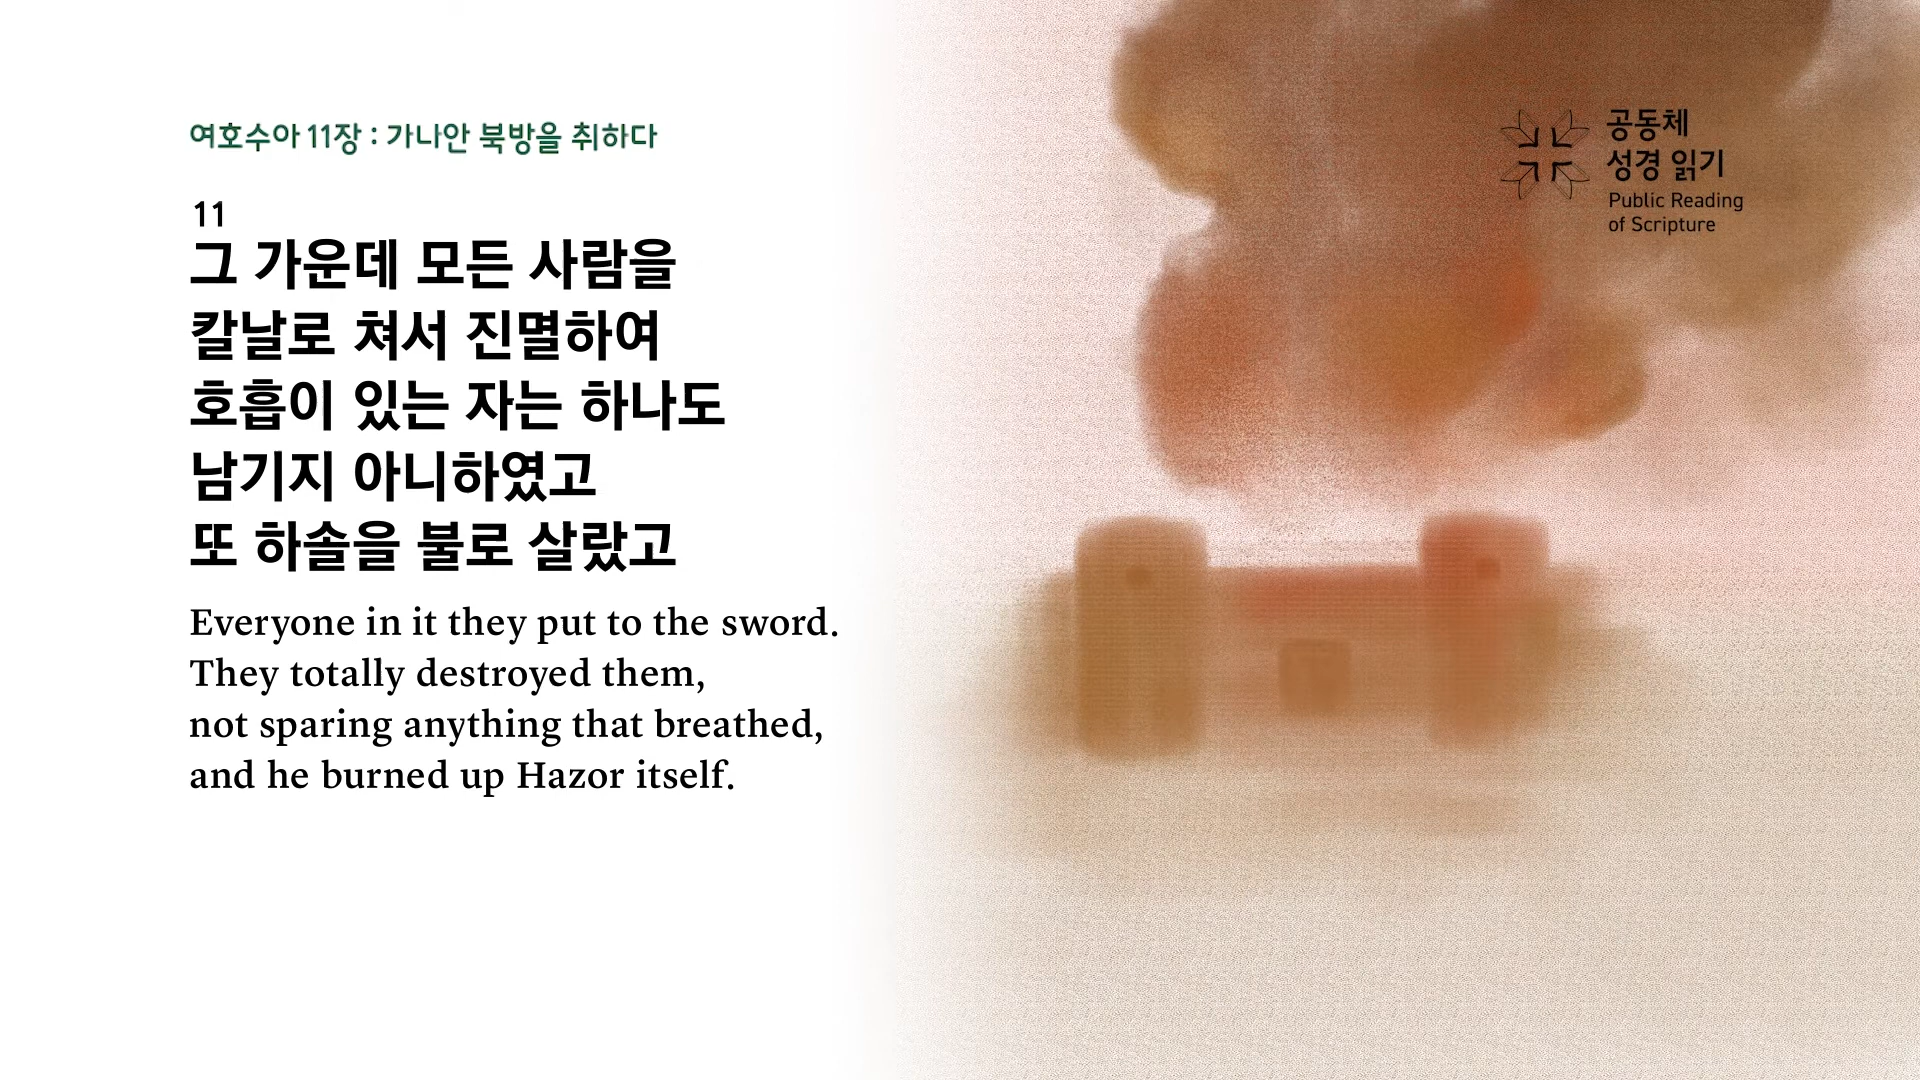 여호수아 11장 : 가나안 북방을 취하다
11
그 가운데 모든 사람을
칼날로 쳐서 진멸하여
호흡이 있는 자는 하나도
남기지 아니하였고
또 하솔을 불로 살랐고
Everyone in it they put to the sword.
They totally destroyed them,
not sparing anything that breathed,
and he burned up Hazor itself.
공동체
성경 읽기
Public Reading
of Scripture